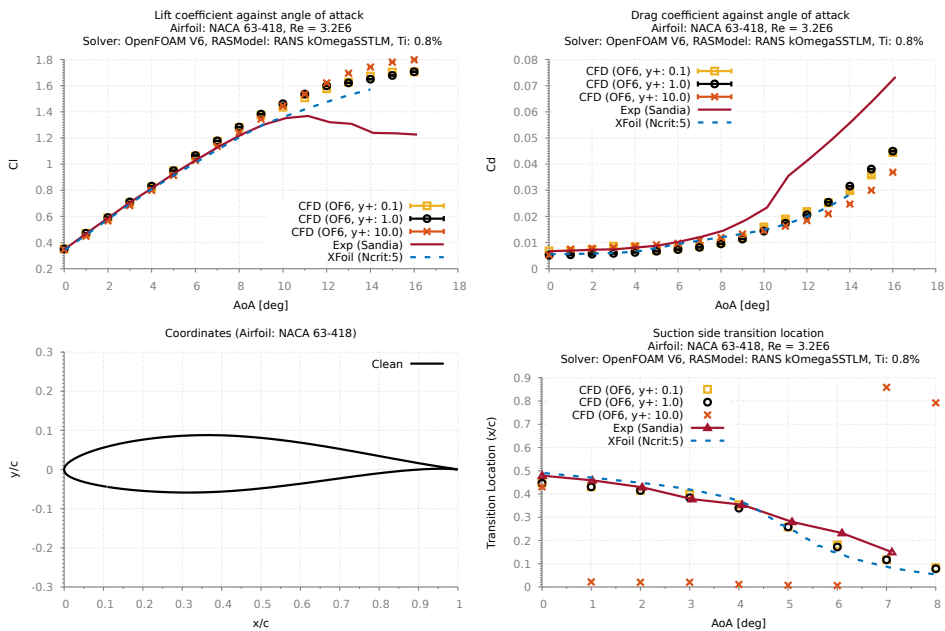 Lift coefficient against angle of attack
Airfoil: NACA 63-418, Re = 3.2E6
Solver: OpenFOAM V6, RASModel: RANS kOmegaSSTLM, Ti: 0.8%
1.8
1.6
1.4
1.2
1
0.8
0.6
0.4
0.2
Cl
CFD (OF6, y+: 0.1)
CFD (OF6, y+: 1.0)
CFD (OF6, y+: 10.0)
Exp (Sandia)
XFoil (Ncrit:5)
0 2 4 6 8 10 12 14 16 18
AoA [deg]
Drag coefficient against angle of attack
Airfoil: NACA 63-418, Re = 3.2E6
Solver: OpenFOAM V6, RASModel: RANS kOmegaSSTLM, Ti: 0.8%
0.08
0.07
0.06
0.05
0.04
0.03
0.02
0.01
0
Cd
CFD (OF6, y+: 0.1)
CFD (OF6, y+: 1.0)
CFD (OF6, y+: 10.0)
Exp (Sandia)
XFoil (Ncrit:5)
0 2 4 6 8 10 12 14 16 18
AoA [deg]
Coordinates (Airfoil: NACA 63-418)
0.3
0.2
0.1
0
-0.1
-0.2
-0.3
y/c
Clean
0 0.1 0.2 0.3 0.4 0.5 0.6 0.7 0.8 0.9 1
x/c
Suction side transition location
Airfoil: NACA 63-418, Re = 3.2E6
Solver: OpenFOAM V6, RASModel: RANS kOmegaSSTLM, Ti: 0.8%
0.9
0.8
0.7
0.6
0.5
0.4
0.3
0.2
0.1
0
Transition Location (x/c)
CFD (OF6, y+: 0.1)
CFD (OF6, y+: 1.0)
CFD (OF6, y+: 10.0)
Exp (Sandia)
XFoil (Ncrit:5)
0 1 2 3 4 5 6 7 8
AoA [deg]